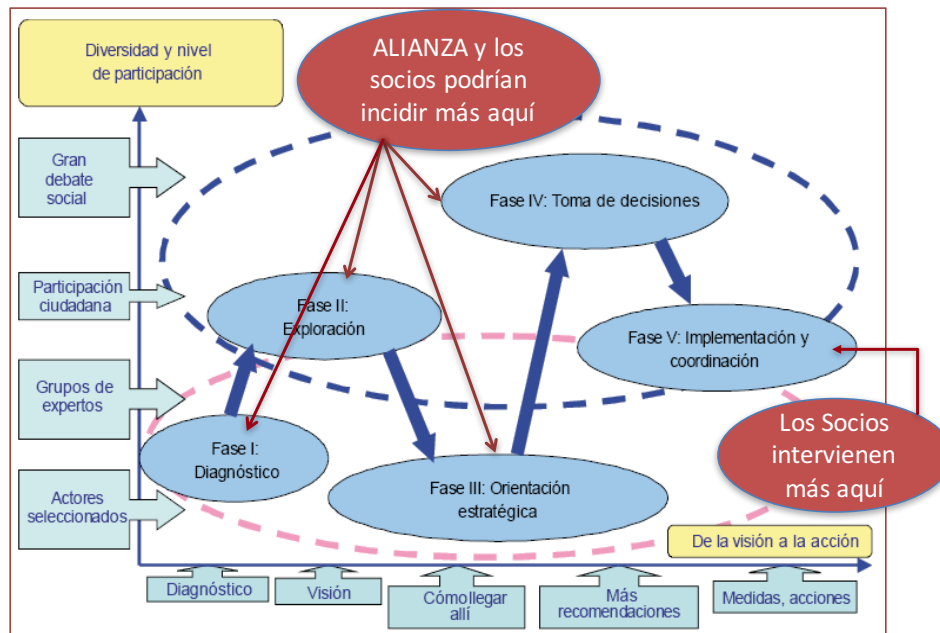 Diversidad y nivel
de participación
ALIANZA y los
socios podrían
incidir más aquí
Gran
debate
social
Fase IV: Toma de decisiones
Participación
ciudadana
Fase II:
Exploración
Fase V: Implementación y
coordinación
Grupos de
expertos
Fase I:
Diagnóstico
Los Socios
intervienen
más aquí
Fase III: Orientación
estratégica
Actores
seleccionados
De la visión a la acción
Diagnóstico
Visión
Cómo llegar
allí
Más
recomendaciones
Medidas, acciones